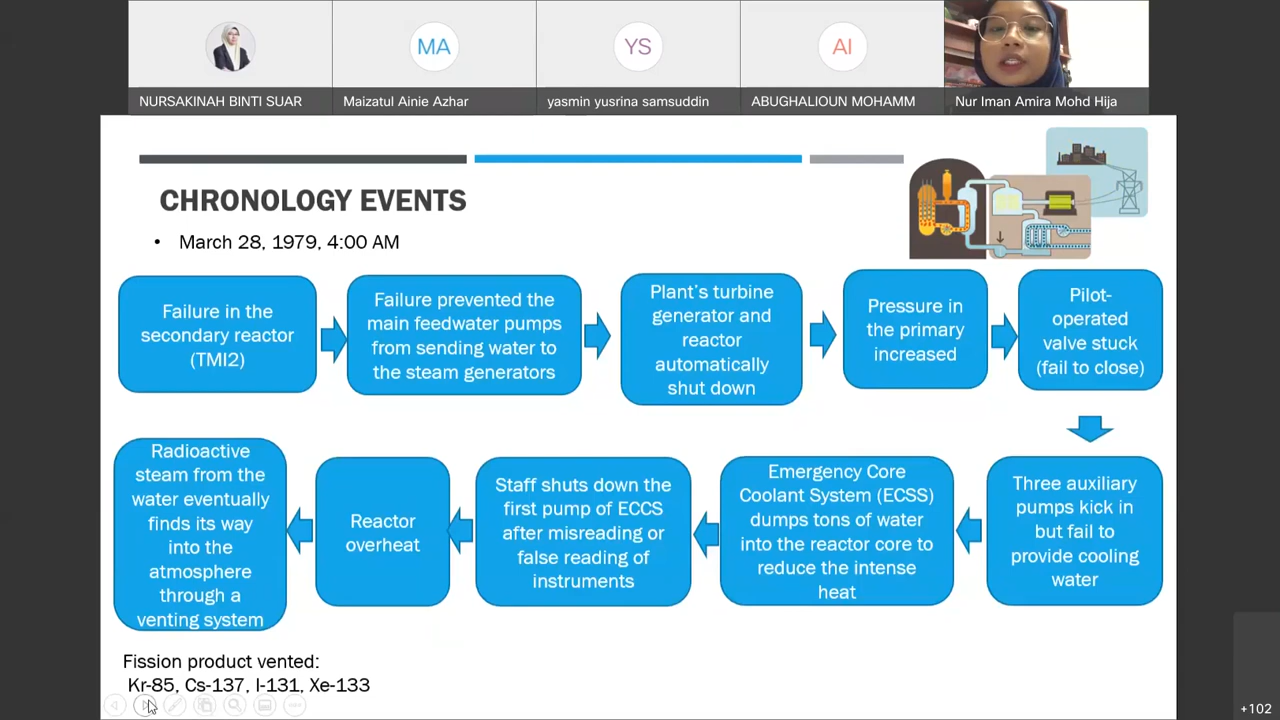 MA
YS
AI
NURSAKINAH BINTI SUAR
Maizatul Ainie Azhar
yasmin yusrina samsuddin
ABUGHALIOUN MOHAMM
Nur Iman Amira Mohd Hija
CHRONOLOGY EVENTS
• March 28, 1979, 4:00 AM
Failure in the
secondary reactor
(TMI2)
Failure prevented the
main feedwater pumps
from sending water to
the steam generators
Plant's turbine
generator and
reactor
automatically
shut down
Pressure in
the primary
increased
Pilot-
operated
valve stuck
(fail to close)
Three auxiliary
pumps kick in
but fail to
provide cooling
water
Emergency Core
Coolant System (ECSS)
dumps tons of water
into the reactor core to
reduce the intense
heat
Staff shuts down the
first pump of ECCS
after misreading or
false reading of
instruments
Reactor
overheat
Radioactive
steam from the
water eventually
finds its way
into the
atmosphere
through a
venting system
Fission product vented:
Kr-85, Cs-137, I-131, Xe-133
+102